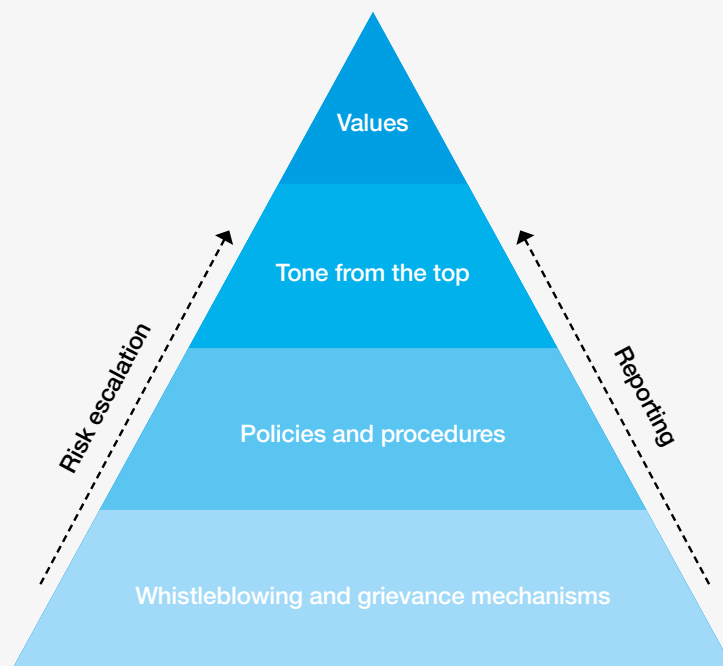 Values
Tone from the top
Risk escalation
Reporting
Policies and procedures
Whistleblowing and grievance mechanisms